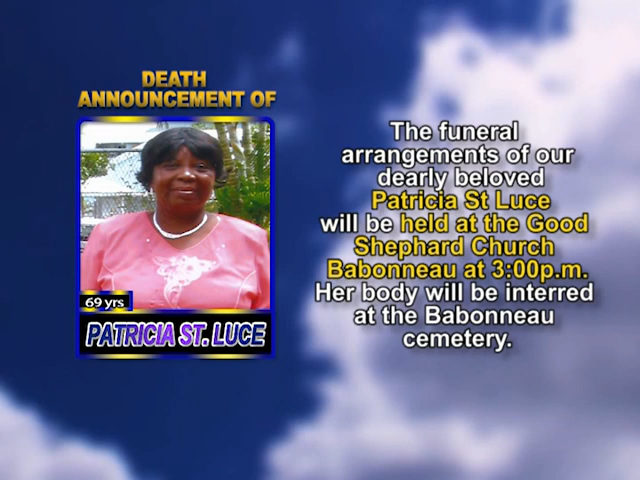 DEATH
ANNOUNCEMENT OF
69 yrs
PATRICIA ST. LUCE
The funeral
arrangements of our
dearly beloved
Patricia St Luce
will be held at the Good
Shephard Church
Babonneau at 3:00p.m.
Her body will be interred
at the Babonneau
cemetery.